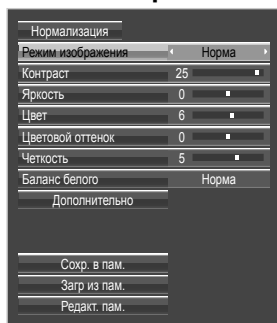 Нормализация
Режим изображения Норма
Контраст 25
Яркость 0
Цвет 6
Цветовой оттенок 0
Четкость 5
Баланс белого Норма
Дополнительно
Сохр. в пам.
Загр из пам.
Редакт. пам.